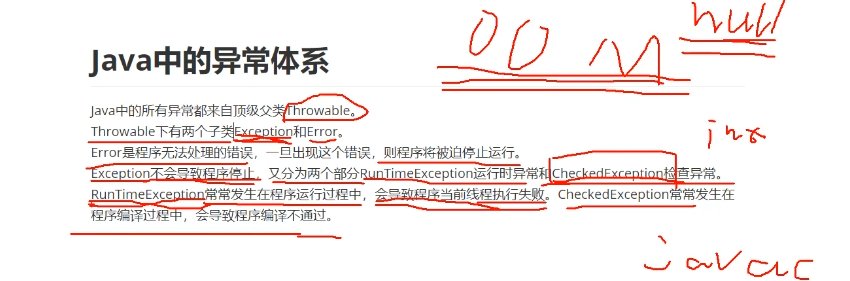 OOM
null
Java中的异常体系
Java中的所有异常都来自顶级父类Throwable。
Throwable下有两个子类Exception和Error。
Error是程序无法处理的错误，一旦出现这个错误，则程序将被迫停止运行。
Exception不会导致程序停止，又分为两个部分RunTimeException运行时异常和CheckedException检查异常。
RunTimeException常常发生在程序运行过程中，会导致程序当前线程执行失败。CheckedException常常发生在
程序编译过程中，会导致程序编译不通过。
javac